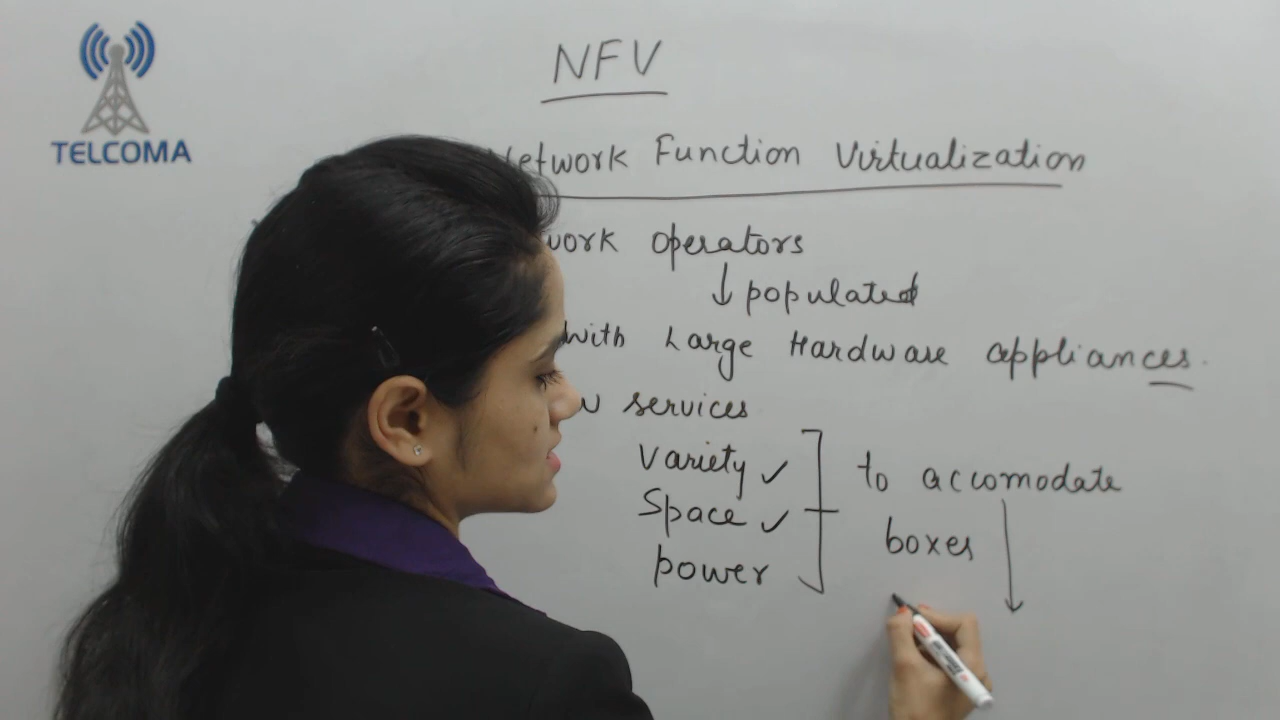 TELCOMA
NFV
Network Function Virtualization
work operators
↓ populated
with Large Hardware appliances.
services
Variety ✓
Space ✓
power
to accomodate
boxes